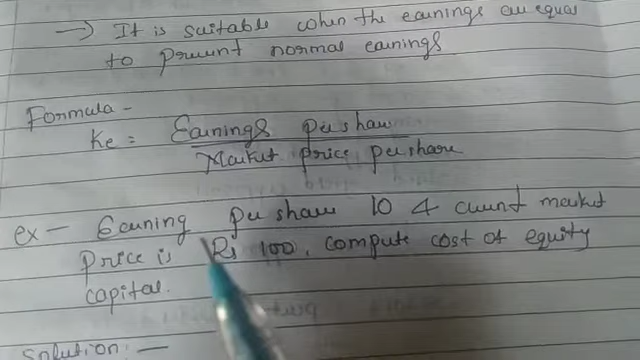 → It is suitable when the earnings are equal
to present normal earnings
Formula -
Ke = Earnings per share
Market price per share
ex - Earning per share 10 & current market
price is Rs 100. compute cost of equity
capital.
Solution: -